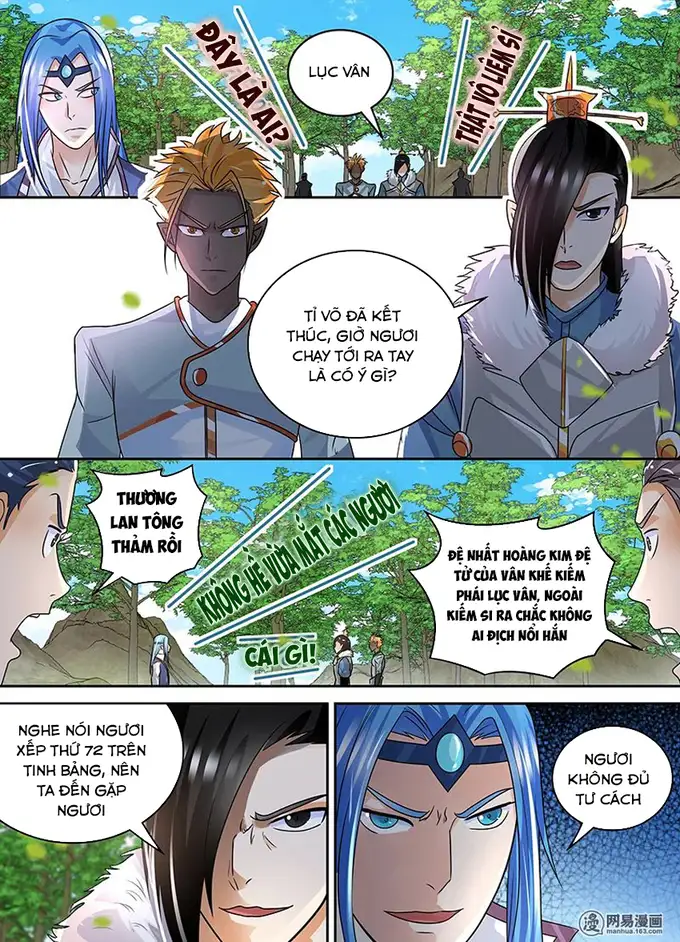 ĐÂY LÀ AI?
LỤC VÂN
THẬT VÔ LIÊM SỈ
TỈ VÕ ĐÃ KẾT
THÚC, GIỜ NGƯƠI
CHẠY TỚI RA TAY
LÀ CÓ Ý GÌ?
THƯƠNG
LAN TÔNG
THẢM RỒI
KHÔNG HỀ VỪA MẮT CÁC NGƯƠI
CÁI GÌ!
ĐỆ NHẤT HOÀNG KIM ĐỆ
TỬ CỦA VÂN KHẾ KIẾM
PHÁI LỤC VÂN, NGOÀI
KIẾM SI RA CHẮC KHÔNG
AI ĐỊCH NỔI HẮN
NGHE NÓI NGƯƠI
XẾP THỨ 72 TRÊN
TINH BẢNG, NÊN
TA ĐẾN GẶP
NGƯƠI
NGƯƠI
KHÔNG ĐỦ
TƯ CÁCH
漫 网易漫画
manhua.163.com